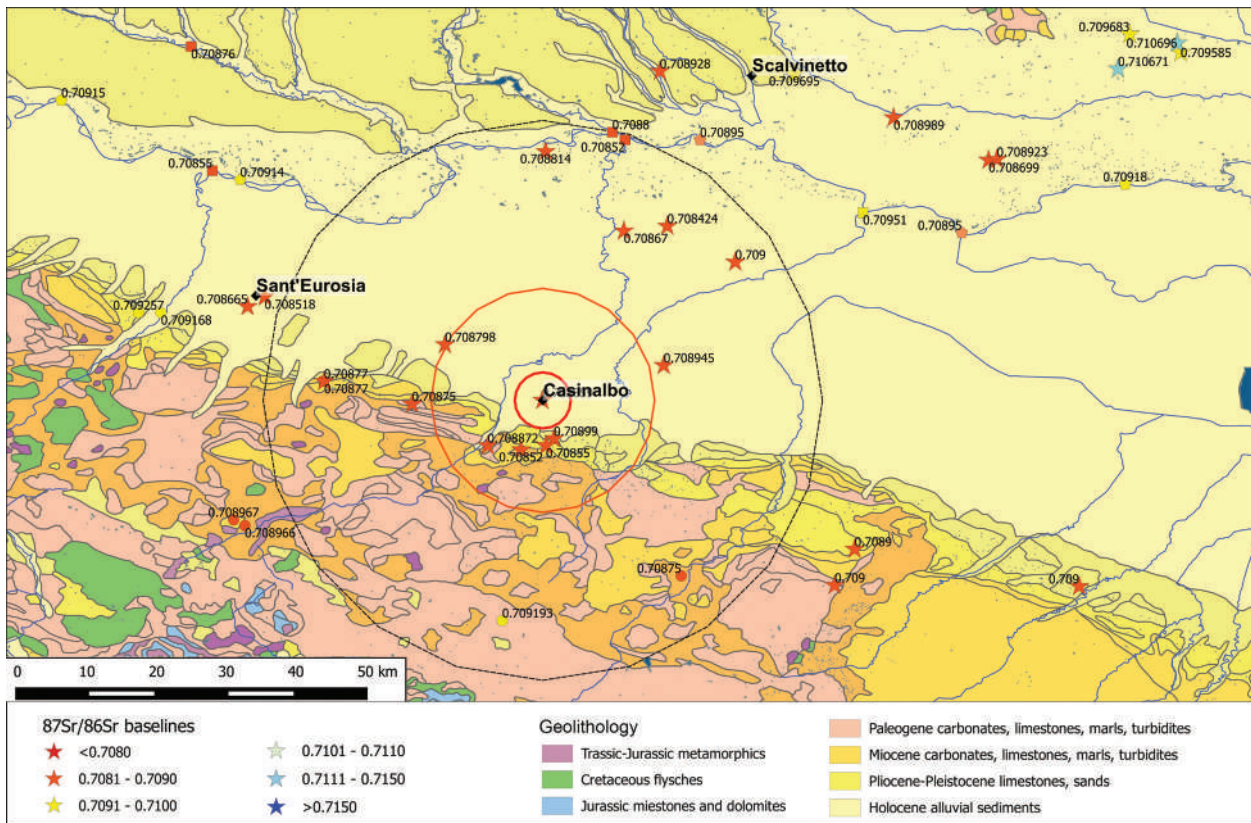 0.70876
0.709683
0.710696
0.709585
0.710671
Scalvinetto
0.708928
0.709695
0.70915
0.708989
0.7088
0.70895
0.70852
0.708814
0.70855
0.70914
0.708923
0.708699
0.70918
0.70951
0.708424
0.70867
0.70895
0.709
Sant'Eurosia
0.708665
0.708518
0.709257
0.709168
0.708798
0.708945
0.70877
0.70877
0.70875
Casinalbo
0.708872
0.70899
0.70852
0.70855
0.708967
0.708966
0.7089
0.70875
0.709
0.709
0.709193
0 10 20 30 40 50 km
87Sr/86Sr baselines
<0.7080
0.7081 - 0.7090
0.7091 - 0.7100
0.7101 - 0.7110
0.7111 - 0.7150
>0.7150
Geolithology
Trassic-Jurassic metamorphics
Cretaceous flysches
Jurassic miestones and dolomites
Paleogene carbonates, limestones, marls, turbidites
Miocene carbonates, limestones, marls, turbidites
Pliocene-Pleistocene limestones, sands
Holocene alluvial sediments